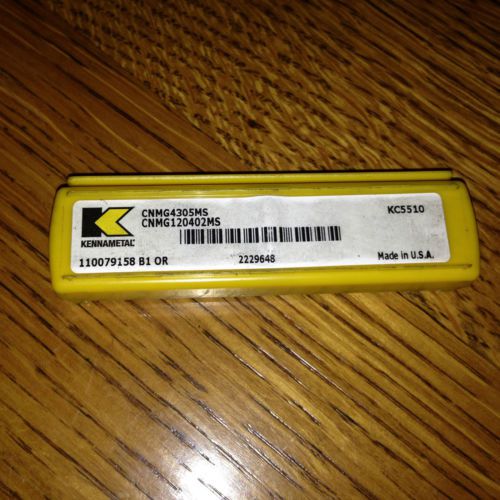 CNMG4305MS
CNMG120402MS
KC5510
KENNAMETAL
110079158 B1 OR
2229648
Made in U.S.A.